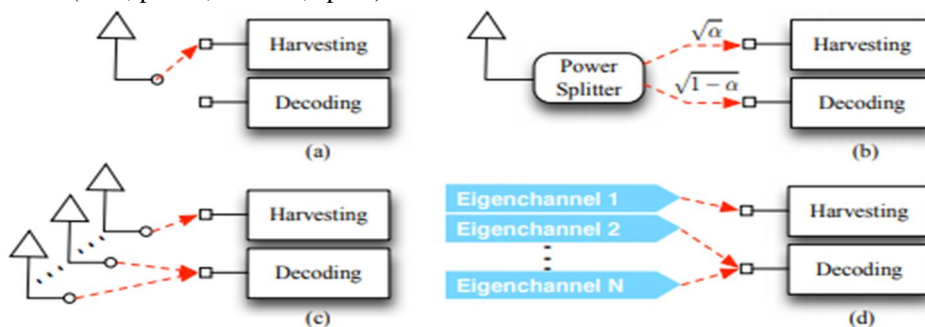 Harvesting
Decoding
(a)
Power
Splitter
√α
√1 − α
Harvesting
Decoding
(b)
Harvesting
Decoding
(c)
Eigenchannel 1
Eigenchannel 2
Eigenchannel N
Harvesting
Decoding
(d)